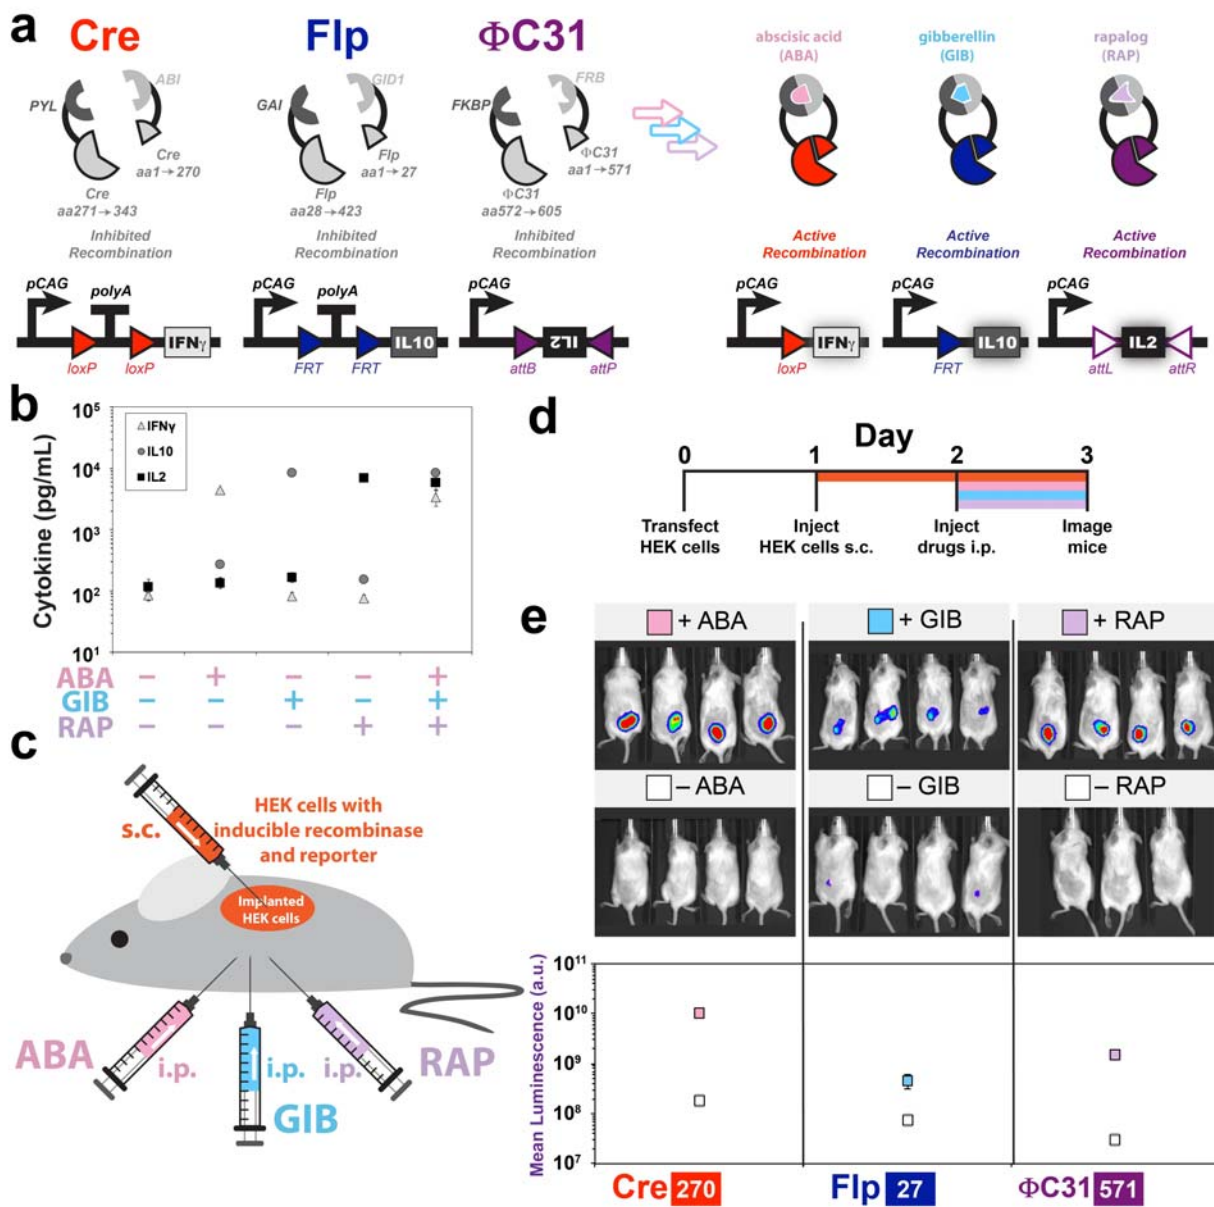 a
Cre
Flp
ΦC31
abscisic acid
(ABA)
gibberellin
(GIB)
rapalog
(RAP)
PYL
ABI
GAI
GID1
FKBP
FRB
Cre
aa1→270
Flp
aa1→27
ΦC31
aa1→571
Cre
aa271→343
Flp
aa28→423
ΦC31
aa572→605
Inhibited
Recombination
Inhibited
Recombination
Inhibited
Recombination
Active
Recombination
Active
Recombination
Active
Recombination
pCAG
polyA
loxP
loxP
IFNγ
pCAG
polyA
FRT
FRT
IL10
pCAG
attB
IL2
attP
pCAG
loxP
IFNγ
pCAG
FRT
IL10
pCAG
attL
IL2
attR
b
Cytokine (pg/mL)
10⁵
10⁴
10³
10²
10¹
IFNγ
IL10
IL2
ABA − + − − +
GIB − − + − +
RAP − − − + +
c
s.c.
HEK cells with
inducible recombinase
and reporter
Implanted
HEK cells
ABA
i.p.
i.p.
GIB
i.p.
RAP
d
Day
0 1 2 3
Transfect
HEK cells
Inject
HEK cells s.c.
Inject
drugs i.p.
Image
mice
e
+ ABA
+ GIB
+ RAP
− ABA
− GIB
− RAP
Mean Luminescence (a.u.)
10¹¹
10¹⁰
10⁹
10⁸
10⁷
Cre 270
Flp 27
ΦC31 571